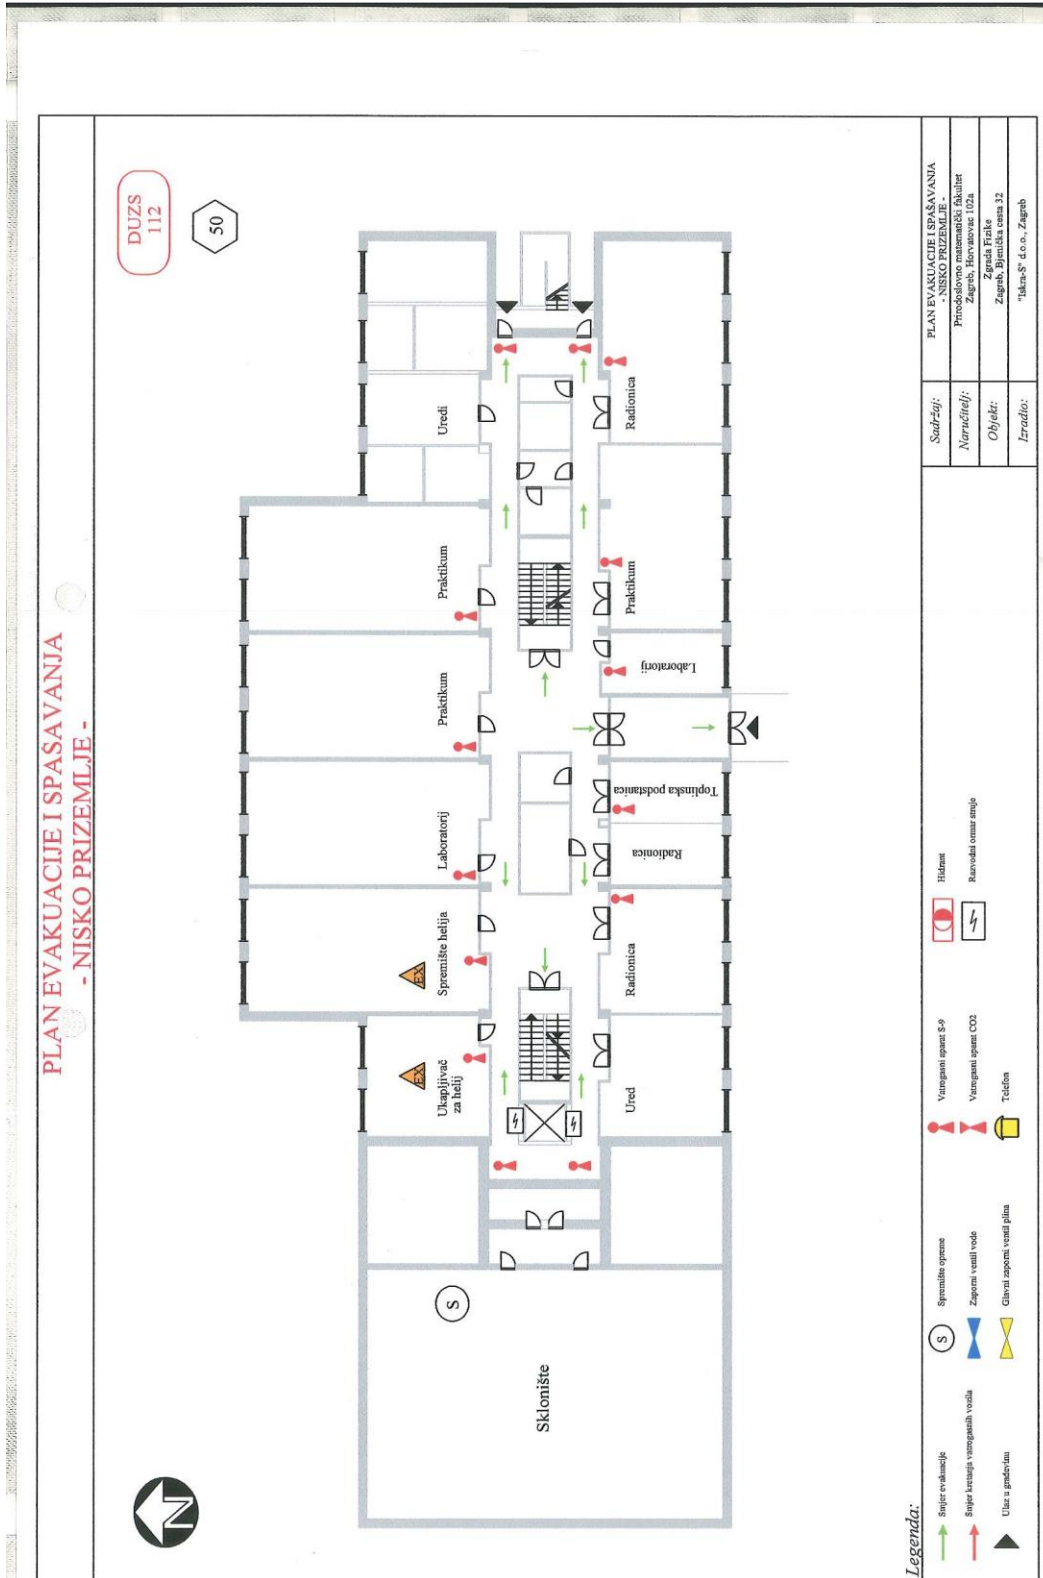 PLAN EVAKUACIJE I SPAŠAVANJA
- NISKO PRIZEMLJE -
DUZS
112
50
N
Uredi
Praktikum
Praktikum
Laboratorij
Spremište helija
EX
Ukapljivač
za helij
EX
Radionica
Praktikum
Laboratorij
Toplinska podstanica
Radionica
Radionica
Ured
S
Sklonište
Legenda:
Smjer evakuacije
Smjer kretanja vatrogasnih vozila
Ulaz u građevinu
S
Spremište opreme
Zaporni ventil vode
Glavni zaporni ventil plina
Vatrogasni aparat S-9
Vatrogasni aparat CO2
Telefon
Hidrant
Razvodni ormar struje
Sadržaj:
PLAN EVAKUACIJE I SPAŠAVANJA
- NISKO PRIZEMLJE -
Naručitelj:
Prirodoslovno matematički fakultet
Zagreb, Horvatovac 102a
Objekt:
Zgrada Fizike
Zagreb, Bijenička cesta 32
Izradio:
"Iskra-S" d.o.o., Zagreb